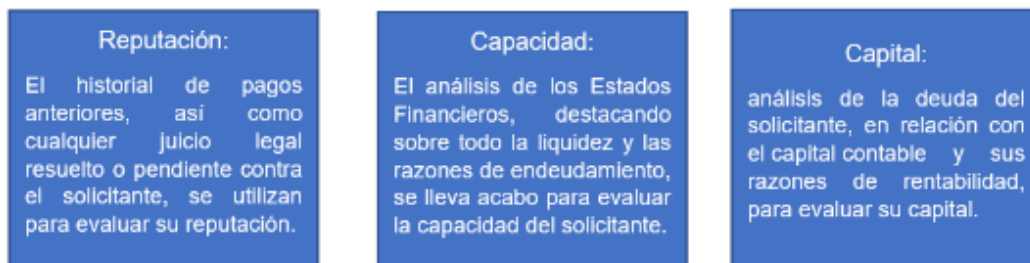 Reputación:
El historial de pagos
anteriores, así como
cualquier juicio legal
resuelto o pendiente contra
el solicitante, se utilizan
para evaluar su reputación.
Capacidad:
El análisis de los Estados
Financieros, destacando
sobre todo la liquidez y las
razones de endeudamiento,
se lleva acabo para evaluar
la capacidad del solicitante.
Capital:
análisis de la deuda del
solicitante, en relación con
el capital contable y sus
razones de rentabilidad,
para evaluar su capital.